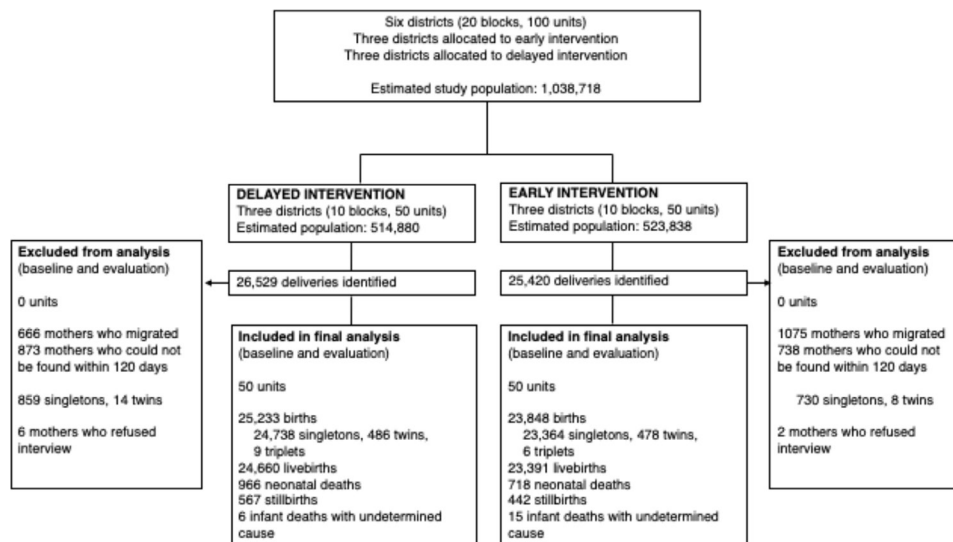 Six districts (20 blocks, 100 units)
Three districts allocated to early intervention
Three districts allocated to delayed intervention
Estimated study population: 1,038,718
DELAYED INTERVENTION
Three districts (10 blocks, 50 units)
Estimated population: 514,880
EARLY INTERVENTION
Three districts (10 blocks, 50 units)
Estimated population: 523,838
Excluded from analysis
(baseline and evaluation)
0 units
666 mothers who migrated
873 mothers who could not
be found within 120 days
859 singletons, 14 twins
6 mothers who refused
interview
26,529 deliveries identified
25,420 deliveries identified
Excluded from analysis
(baseline and evaluation)
0 units
1075 mothers who migrated
738 mothers who could not
be found within 120 days
730 singletons, 8 twins
2 mothers who refused
interview
Included in final analysis
(baseline and evaluation)
50 units
25,233 births
24,738 singletons, 486 twins,
9 triplets
24,660 livebirths
966 neonatal deaths
567 stillbirths
6 infant deaths with undetermined
cause
Included in final analysis
(baseline and evaluation)
50 units
23,848 births
23,364 singletons, 478 twins,
6 triplets
23,391 livebirths
718 neonatal deaths
442 stillbirths
15 infant deaths with undetermined
cause